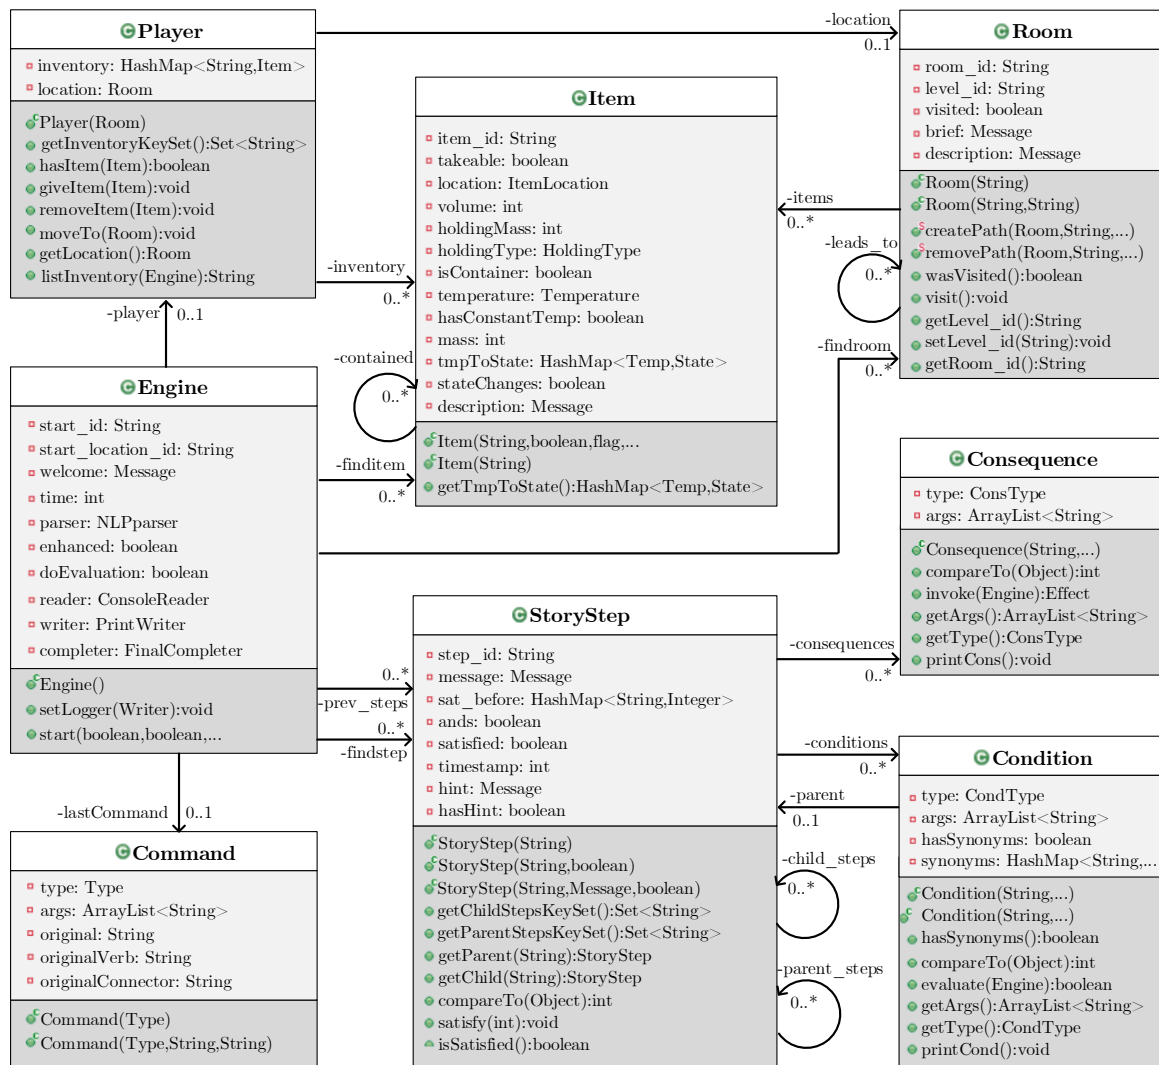 Player
inventory: HashMap<String,Item>
location: Room
Player(Room)
getInventoryKeySet():Set<String>
hasItem(Item):boolean
giveItem(Item):void
removeItem(Item):void
moveTo(Room):void
getLocation():Room
listInventory(Engine):String
-location
0..1
Room
room_id: String
level_id: String
visited: boolean
brief: Message
description: Message
Room(String)
Room(String,String)
createPath(Room,String,...)
removePath(Room,String,...)
wasVisited():boolean
visit():void
getLevel_id():String
setLevel_id(String):void
getRoom_id():String
Item
item_id: String
takeable: boolean
location: ItemLocation
volume: int
holdingMass: int
holdingType: HoldingType
isContainer: boolean
temperature: Temperature
hasConstantTemp: boolean
mass: int
tmpToState: HashMap<Temp,State>
stateChanges: boolean
description: Message
Item(String,boolean,flag,...
Item(String)
getTmpToState():HashMap<Temp,State>
-items
0..*
-leads_to
0..*
-inventory
0..*
-player
0..1
-contained
0..*
-findroom
0..*
-finditem
0..*
Engine
start_id: String
start_location_id: String
welcome: Message
time: int
parser: NLPparser
enhanced: boolean
doEvaluation: boolean
reader: ConsoleReader
writer: PrintWriter
completer: FinalCompleter
Engine()
setLogger(Writer):void
start(boolean,boolean,...
Consequence
type: ConsType
args: ArrayList<String>
Consequence(String,...)
compareTo(Object):int
invoke(Engine):Effect
getArgs():ArrayList<String>
getType():ConsType
printCons():void
StoryStep
step_id: String
message: Message
sat_before: HashMap<String,Integer>
ands: boolean
satisfied: boolean
timestamp: int
hint: Message
hasHint: boolean
StoryStep(String)
StoryStep(String,boolean)
StoryStep(String,Message,boolean)
getChildStepsKeySet():Set<String>
getParentStepsKeySet():Set<String>
getParent(String):StoryStep
getChild(String):StoryStep
compareTo(Object):int
satisfy(int):void
isSatisfied():boolean
-consequences
0..*
0..*
-prev_steps
0..*
-findstep
-conditions
0..*
-parent
0..1
-child_steps
0..*
-parent_steps
0..*
-lastCommand
0..1
Command
type: Type
args: ArrayList<String>
original: String
originalVerb: String
originalConnector: String
Command(Type)
Command(Type,String,String)
Condition
type: CondType
args: ArrayList<String>
hasSynonyms: boolean
synonyms: HashMap<String,...
Condition(String,...)
Condition(String,...)
hasSynonyms():boolean
compareTo(Object):int
evaluate(Engine):boolean
getArgs():ArrayList<String>
getType():CondType
printCond():void